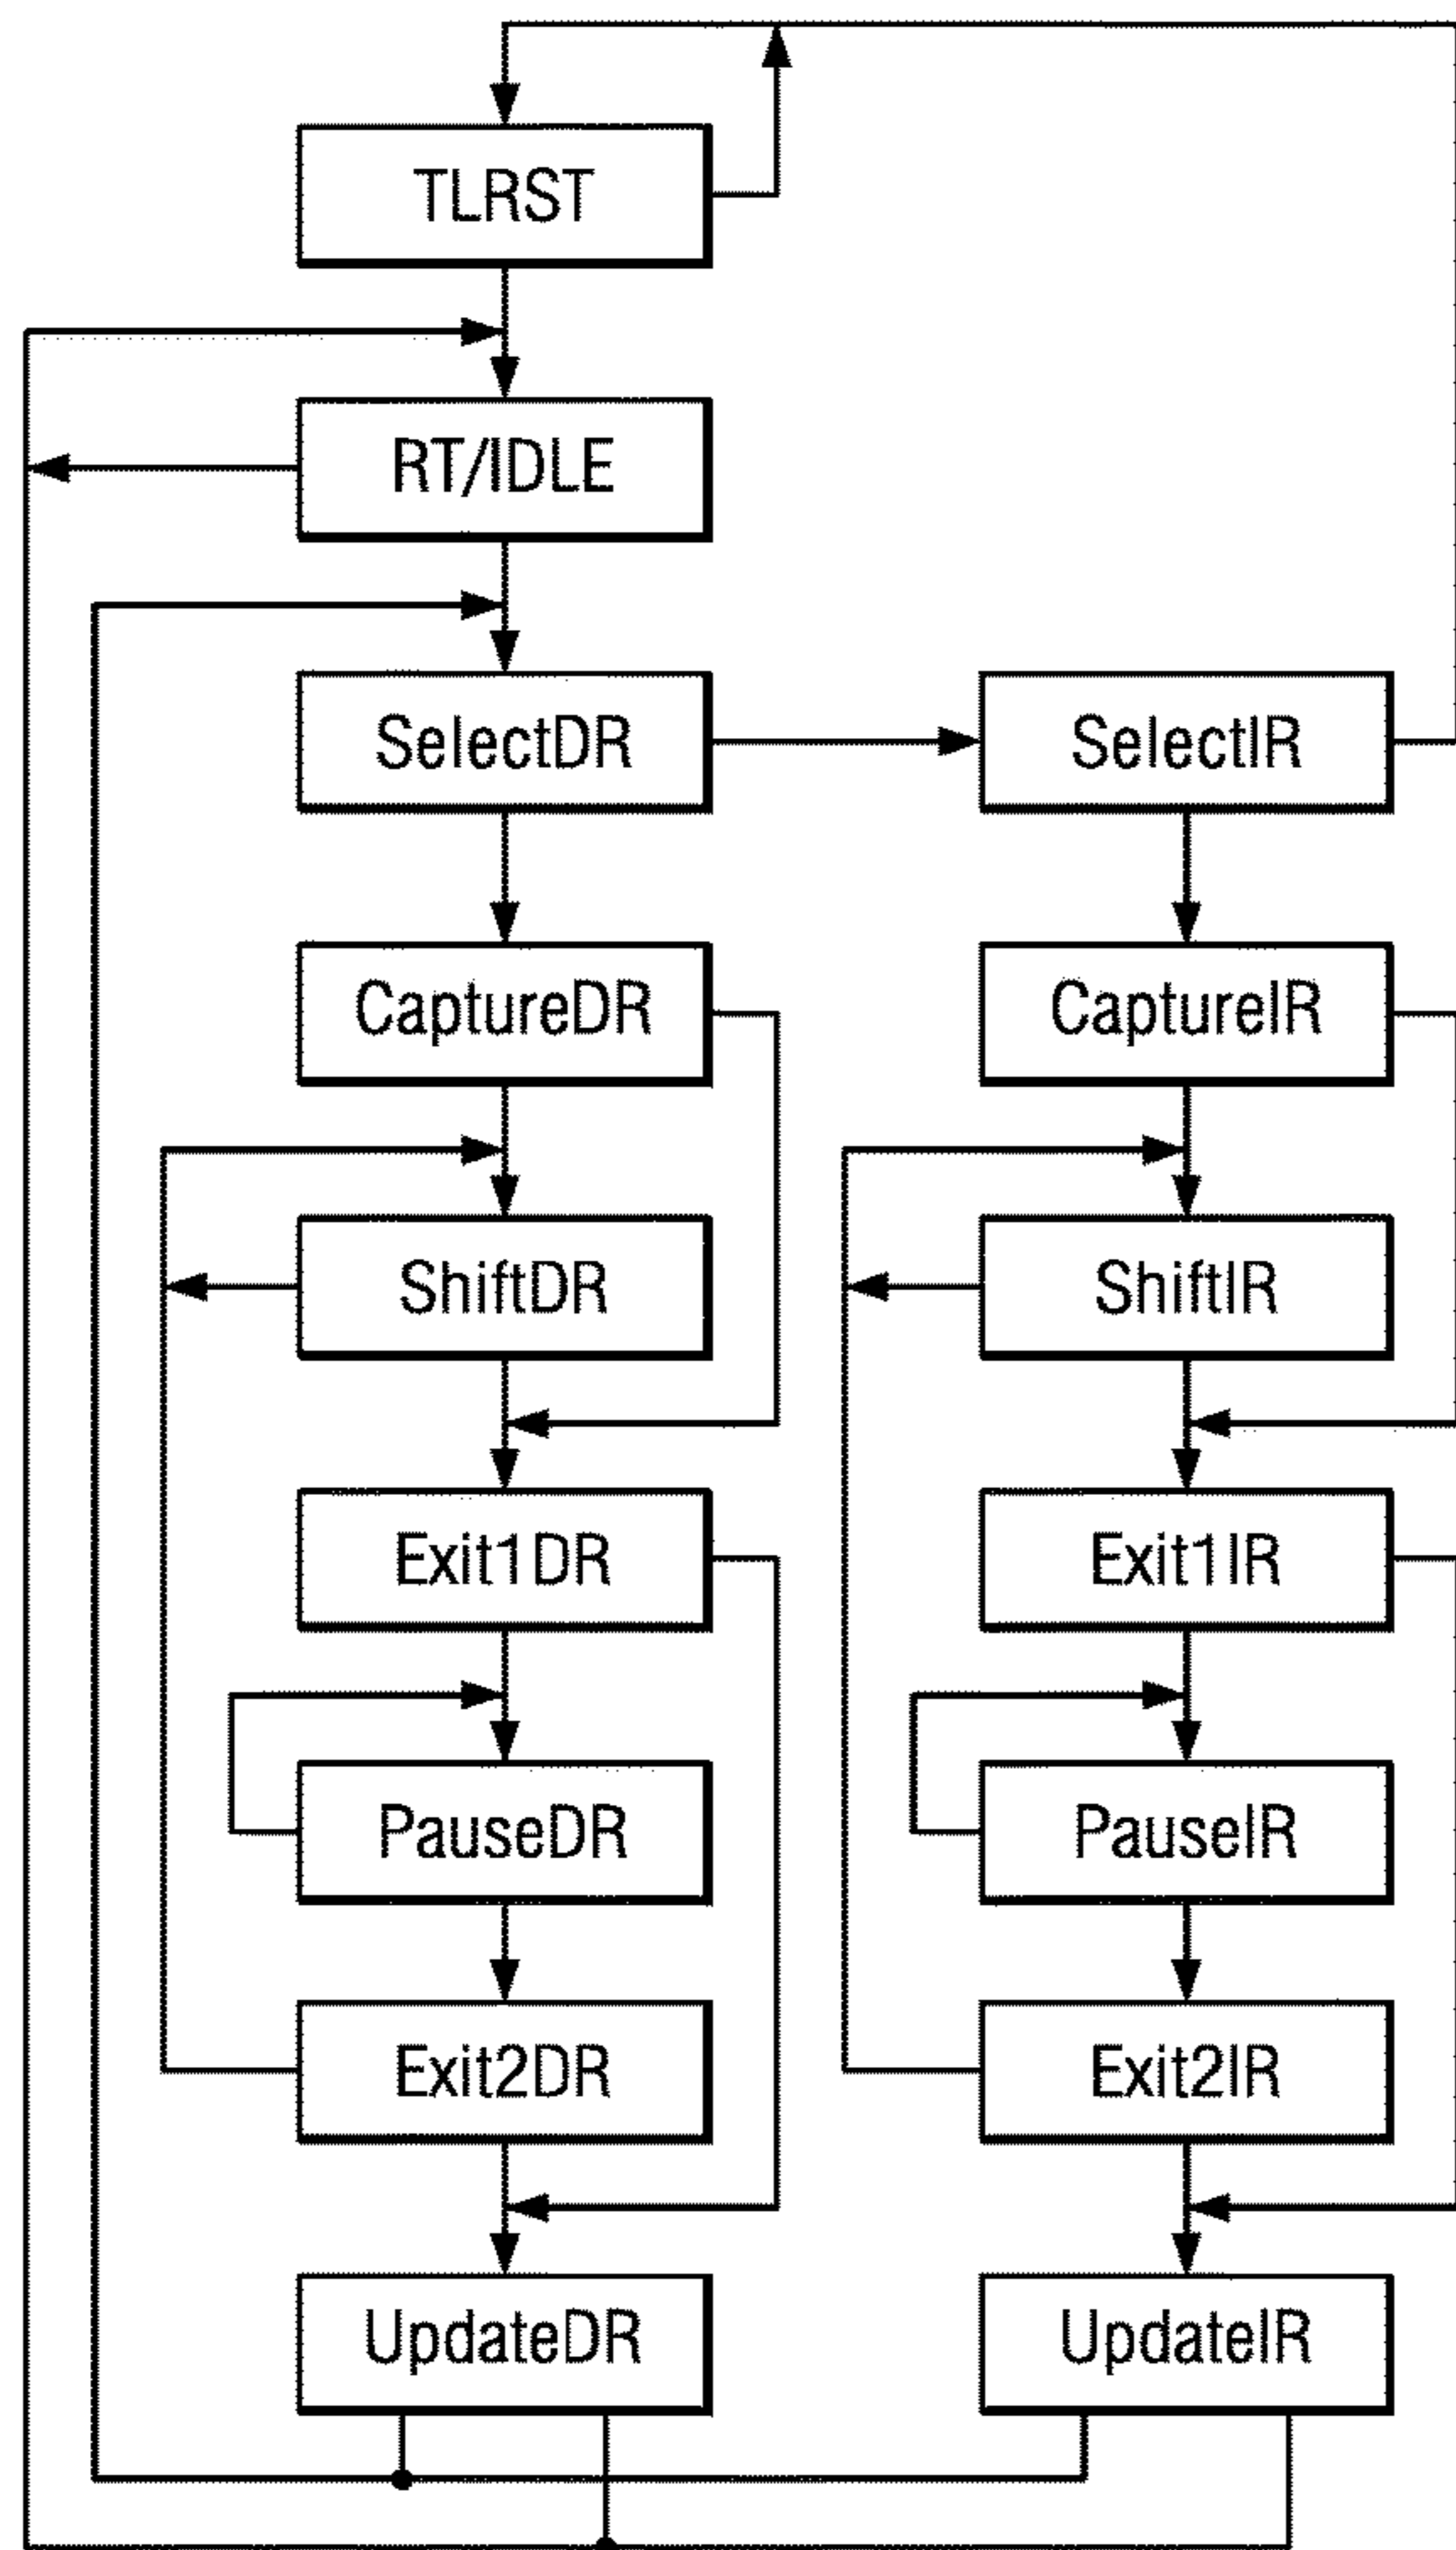 TLRST
RT/IDLE
SelectDR
SelectIR
CaptureDR
CaptureIR
ShiftDR
ShiftIR
Exit1DR
Exit1IR
PauseDR
PauseIR
Exit2DR
Exit2IR
UpdateDR
UpdateIR